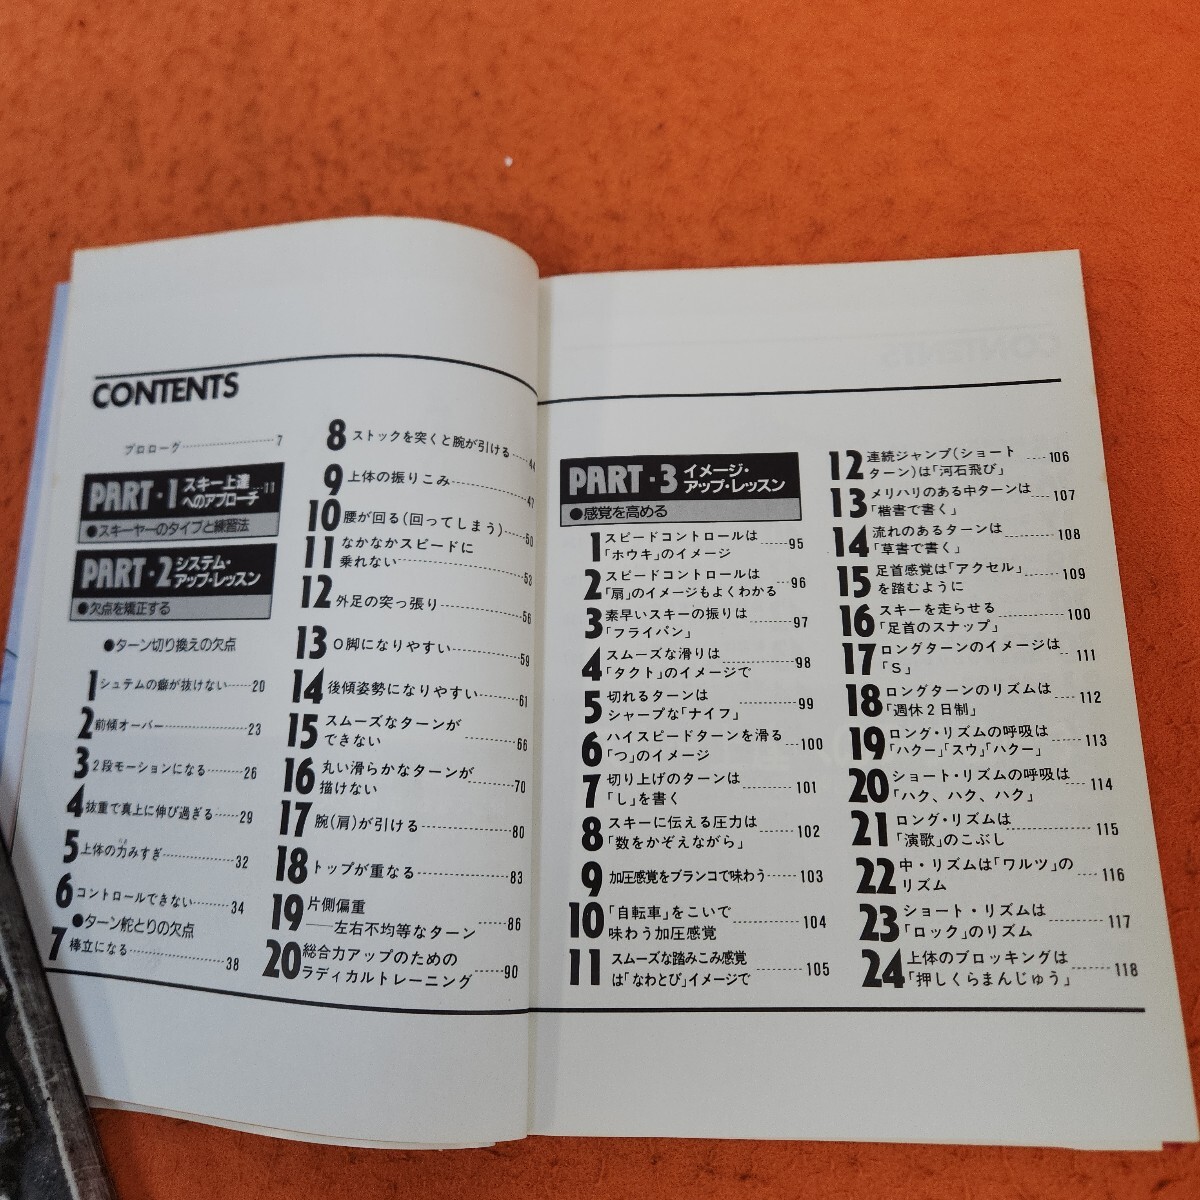 CONTENTS
プロローグ 7
PART・1 スキー上達
へのアプローチ 11
●スキーヤーのタイプと練習法
PART・2 システム・
アップ・レッスン
●欠点を矯正する
●ターン切り換えの欠点
1 シュテムの癖が抜けない 20
2 前傾オーバー 23
3 2段モーションになる 26
4 抜重で真上に伸び過ぎる 29
5 上体の力みすぎ 32
6 コントロールできない 34
●ターン舵とりの欠点
7 棒立になる 38
8 ストックを突くと腕が引ける 44
9 上体の振りこみ 47
10 腰が回る(回ってしまう) 50
11 なかなかスピードに
乗れない 53
12 外足の突っ張り 56
13 O脚になりやすい 59
14 後傾姿勢になりやすい 61
15 スムーズなターンが
できない 66
16 丸い滑らかなターンが
描けない 70
17 腕(肩)が引ける 80
18 トップが重なる 83
19 片側偏重
——左右不均等なターン 86
20 総合力アップのための
ラディカルトレーニング 90
PART・3 イメージ・
アップ・レッスン
●感覚を高める
1 スピードコントロールは
「ホウキ」のイメージ 95
2 スピードコントロールは
「扇」のイメージもよくわかる 96
3 素早いスキーの振りは
「フライパン」 97
4 スムーズな滑りは
「タクト」のイメージで 98
5 切れるターンは
シャープな「ナイフ」 99
6 ハイスピードターンを滑る
「つ」のイメージ 100
7 切り上げのターンは
「し」を書く 101
8 スキーに伝える圧力は
「数をかぞえながら」 102
9 加圧感覚をブランコで味わう 103
10 「自転車」をこいで
味わう加圧感覚 104
11 スムーズな踏みこみ感覚
は「なわとび」イメージで 105
12 連続ジャンプ(ショート
ターン)は「河石飛び」 106
13 メリハリのある中ターンは
「楷書で書く」 107
14 流れのあるターンは
「草書で書く」 108
15 足首感覚は「アクセル」
を踏むように 109
16 スキーを走らせる
「足首のスナップ」 100
17 ロングターンのイメージは
「S」 111
18 ロングターンのリズムは
「週休2日制」 112
19 ロング・リズムの呼吸は
「ハクー」「スウ」「ハクー」 113
20 ショート・リズムの呼吸は
「ハク、ハク、ハク」 114
21 ロング・リズムは
「演歌」のこぶし 115
22 中・リズムは「ワルツ」の
リズム 116
23 ショート・リズムは
「ロック」のリズム 117
24 上体のブロッキングは
「押しくらまんじゅう」 118